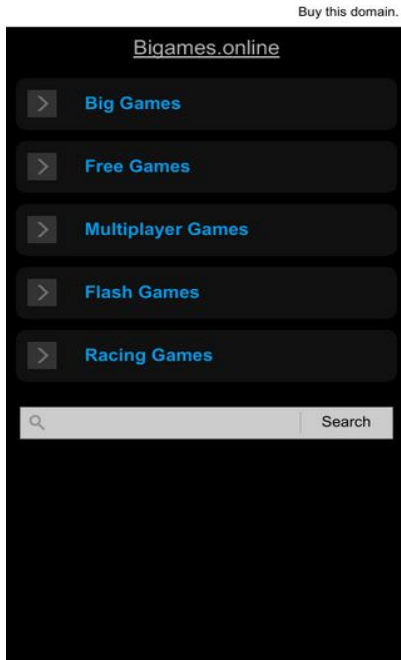 Buy this domain.
Bigames.online
Big Games
Free Games
Multiplayer Games
Flash Games
Racing Games
Search